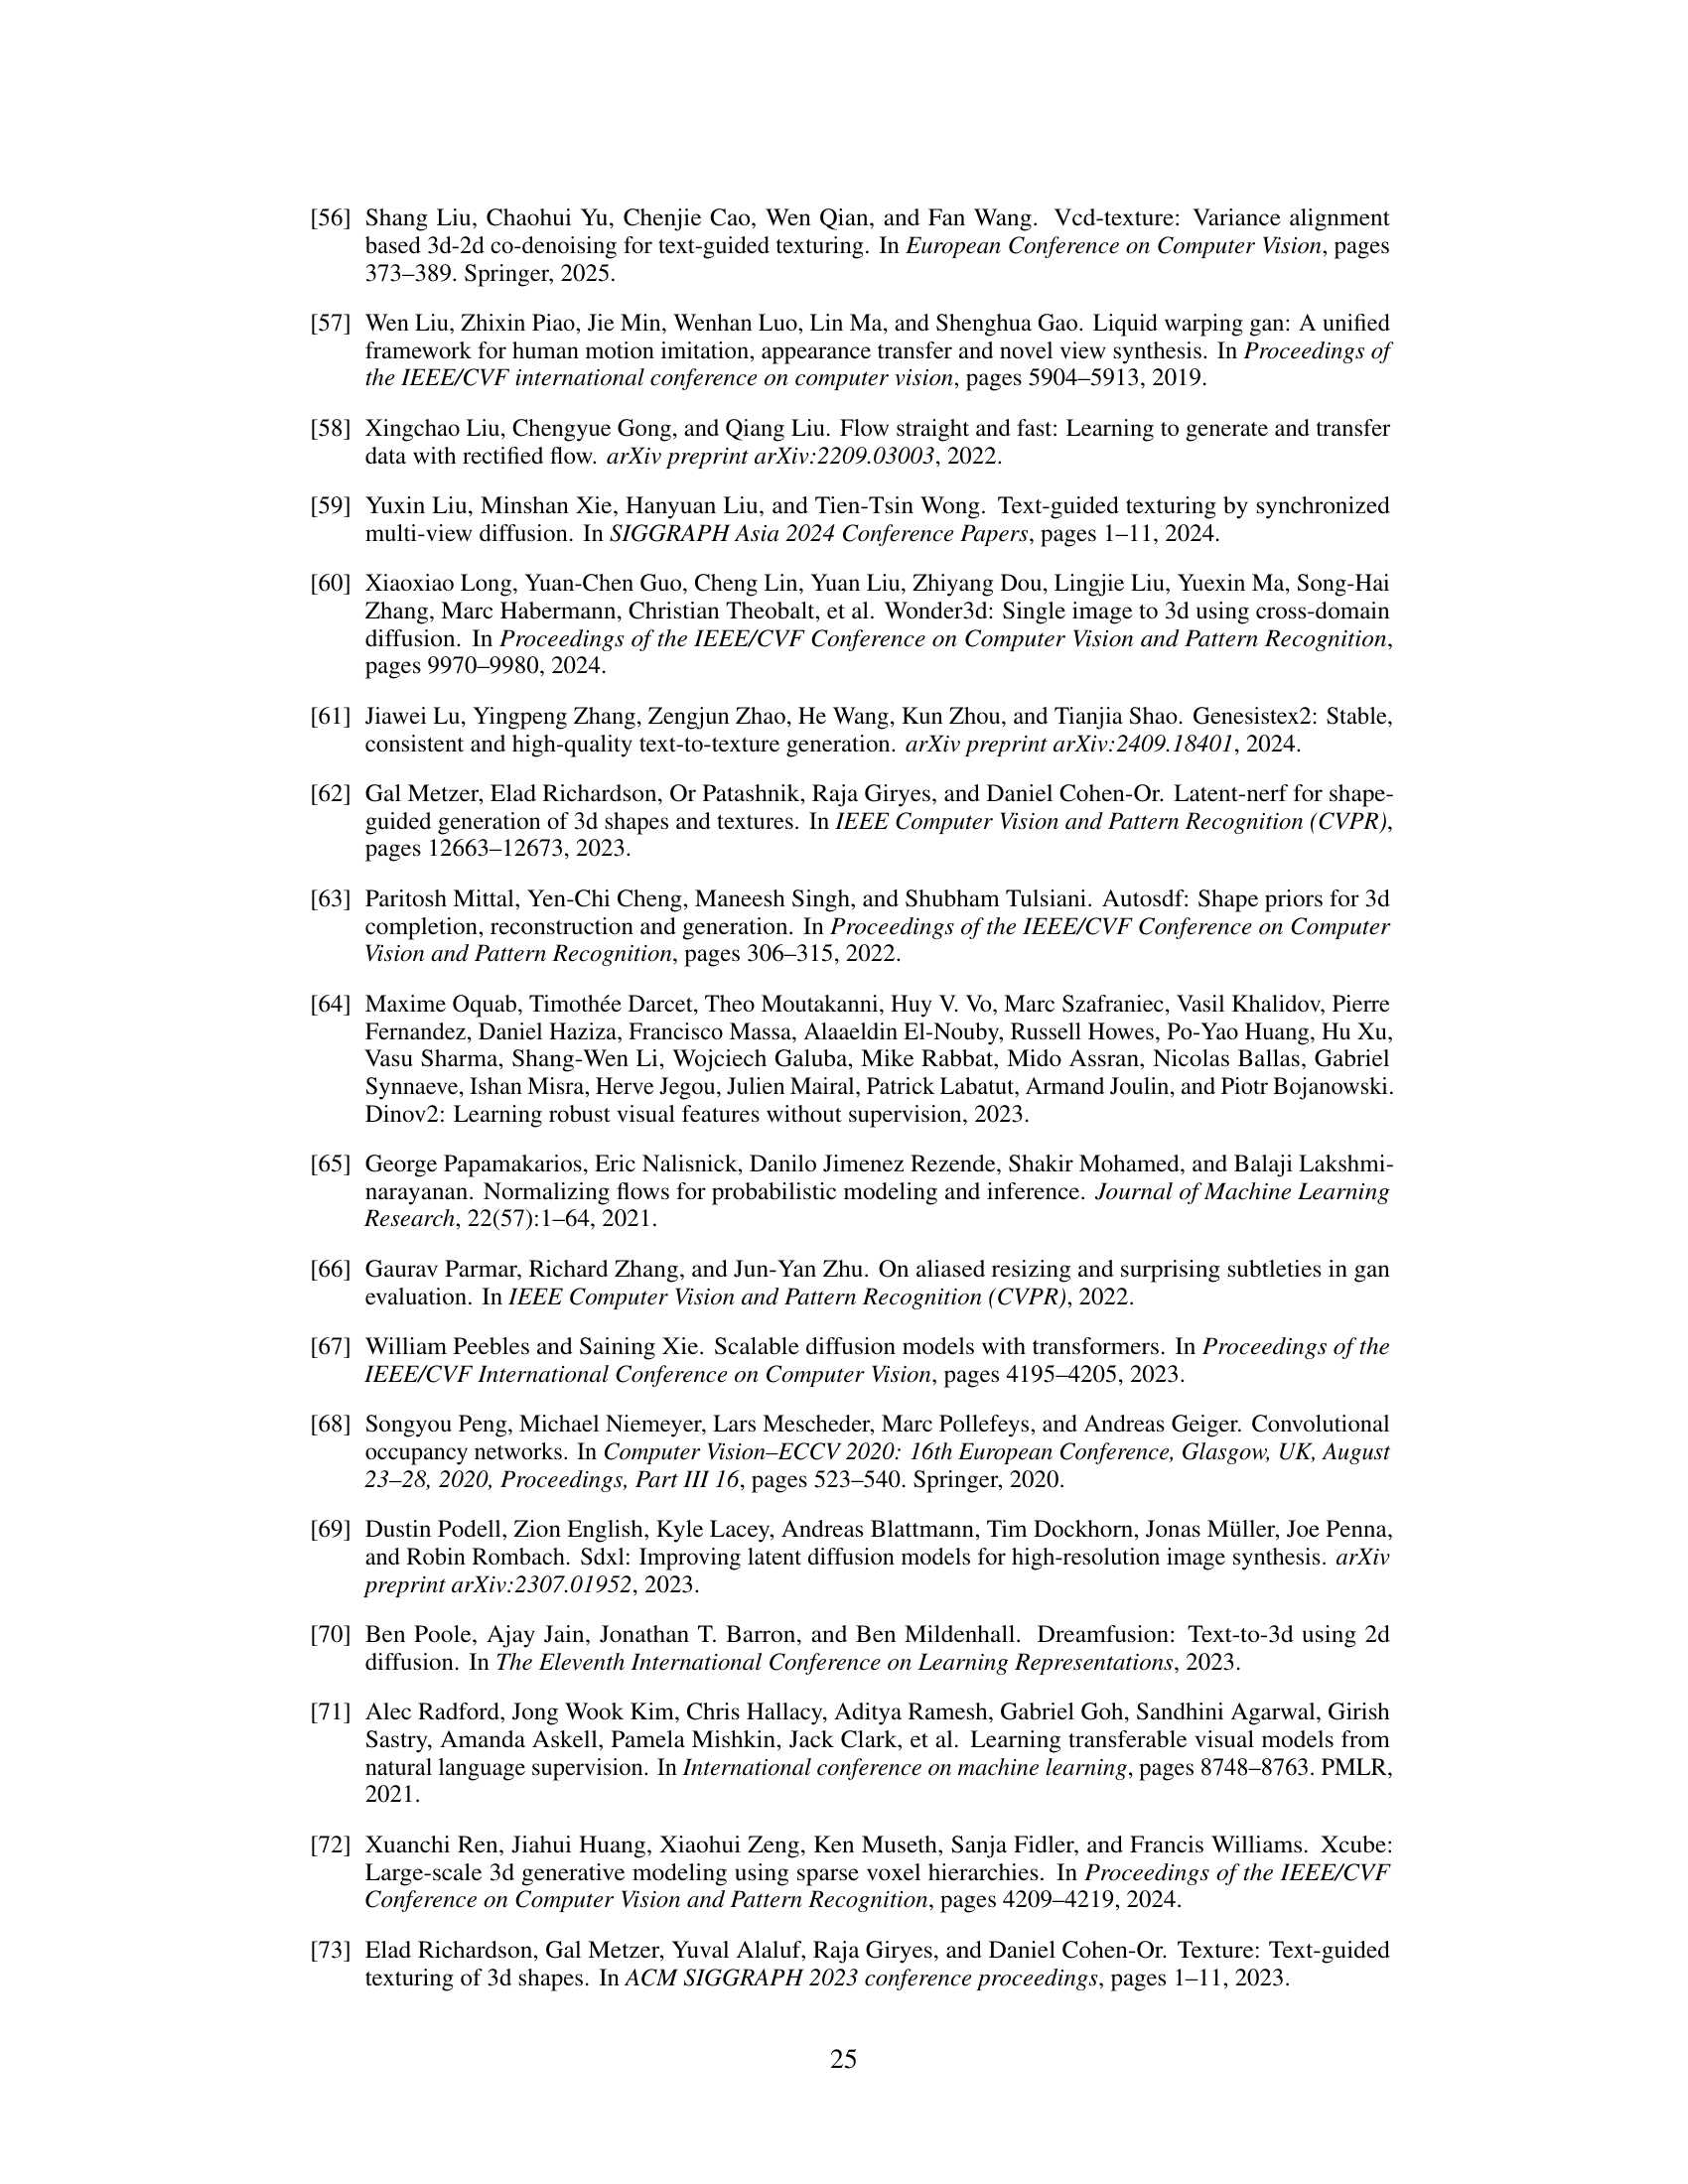 [56] Shang Liu, Chaohui Yu, Chenjie Cao, Wen Qian, and Fan Wang. Vcd-texture: Variance alignment
based 3d-2d co-denoising for text-guided texturing. In European Conference on Computer Vision, pages
373–389. Springer, 2025.
[57] Wen Liu, Zhixin Piao, Jie Min, Wenhan Luo, Lin Ma, and Shenghua Gao. Liquid warping gan: A unified
framework for human motion imitation, appearance transfer and novel view synthesis. In Proceedings of
the IEEE/CVF international conference on computer vision, pages 5904–5913, 2019.
[58] Xingchao Liu, Chengyue Gong, and Qiang Liu. Flow straight and fast: Learning to generate and transfer
data with rectified flow. arXiv preprint arXiv:2209.03003, 2022.
[59] Yuxin Liu, Minshan Xie, Hanyuan Liu, and Tien-Tsin Wong. Text-guided texturing by synchronized
multi-view diffusion. In SIGGRAPH Asia 2024 Conference Papers, pages 1–11, 2024.
[60] Xiaoxiao Long, Yuan-Chen Guo, Cheng Lin, Yuan Liu, Zhiyang Dou, Lingjie Liu, Yuexin Ma, Song-Hai
Zhang, Marc Habermann, Christian Theobalt, et al. Wonder3d: Single image to 3d using cross-domain
diffusion. In Proceedings of the IEEE/CVF Conference on Computer Vision and Pattern Recognition,
pages 9970–9980, 2024.
[61] Jiawei Lu, Yingpeng Zhang, Zengjun Zhao, He Wang, Kun Zhou, and Tianjia Shao. Genesistex2: Stable,
consistent and high-quality text-to-texture generation. arXiv preprint arXiv:2409.18401, 2024.
[62] Gal Metzer, Elad Richardson, Or Patashnik, Raja Giryes, and Daniel Cohen-Or. Latent-nerf for shape-
guided generation of 3d shapes and textures. In IEEE Computer Vision and Pattern Recognition (CVPR),
pages 12663–12673, 2023.
[63] Paritosh Mittal, Yen-Chi Cheng, Maneesh Singh, and Shubham Tulsiani. Autosdf: Shape priors for 3d
completion, reconstruction and generation. In Proceedings of the IEEE/CVF Conference on Computer
Vision and Pattern Recognition, pages 306–315, 2022.
[64] Maxime Oquab, Timothée Darcet, Theo Moutakanni, Huy V. Vo, Marc Szafraniec, Vasil Khalidov, Pierre
Fernandez, Daniel Haziza, Francisco Massa, Alaaeldin El-Nouby, Russell Howes, Po-Yao Huang, Hu Xu,
Vasu Sharma, Shang-Wen Li, Wojciech Galuba, Mike Rabbat, Mido Assran, Nicolas Ballas, Gabriel
Synnaeve, Ishan Misra, Herve Jegou, Julien Mairal, Patrick Labatut, Armand Joulin, and Piotr Bojanowski.
Dinov2: Learning robust visual features without supervision, 2023.
[65] George Papamakarios, Eric Nalisnick, Danilo Jimenez Rezende, Shakir Mohamed, and Balaji Lakshmi-
narayanan. Normalizing flows for probabilistic modeling and inference. Journal of Machine Learning
Research, 22(57):1–64, 2021.
[66] Gaurav Parmar, Richard Zhang, and Jun-Yan Zhu. On aliased resizing and surprising subtleties in gan
evaluation. In IEEE Computer Vision and Pattern Recognition (CVPR), 2022.
[67] William Peebles and Saining Xie. Scalable diffusion models with transformers. In Proceedings of the
IEEE/CVF International Conference on Computer Vision, pages 4195–4205, 2023.
[68] Songyou Peng, Michael Niemeyer, Lars Mescheder, Marc Pollefeys, and Andreas Geiger. Convolutional
occupancy networks. In Computer Vision–ECCV 2020: 16th European Conference, Glasgow, UK, August
23–28, 2020, Proceedings, Part III 16, pages 523–540. Springer, 2020.
[69] Dustin Podell, Zion English, Kyle Lacey, Andreas Blattmann, Tim Dockhorn, Jonas Müller, Joe Penna,
and Robin Rombach. Sdxl: Improving latent diffusion models for high-resolution image synthesis. arXiv
preprint arXiv:2307.01952, 2023.
[70] Ben Poole, Ajay Jain, Jonathan T. Barron, and Ben Mildenhall. Dreamfusion: Text-to-3d using 2d
diffusion. In The Eleventh International Conference on Learning Representations, 2023.
[71] Alec Radford, Jong Wook Kim, Chris Hallacy, Aditya Ramesh, Gabriel Goh, Sandhini Agarwal, Girish
Sastry, Amanda Askell, Pamela Mishkin, Jack Clark, et al. Learning transferable visual models from
natural language supervision. In International conference on machine learning, pages 8748–8763. PMLR,
2021.
[72] Xuanchi Ren, Jiahui Huang, Xiaohui Zeng, Ken Museth, Sanja Fidler, and Francis Williams. Xcube:
Large-scale 3d generative modeling using sparse voxel hierarchies. In Proceedings of the IEEE/CVF
Conference on Computer Vision and Pattern Recognition, pages 4209–4219, 2024.
[73] Elad Richardson, Gal Metzer, Yuval Alaluf, Raja Giryes, and Daniel Cohen-Or. Texture: Text-guided
texturing of 3d shapes. In ACM SIGGRAPH 2023 conference proceedings, pages 1–11, 2023.
25